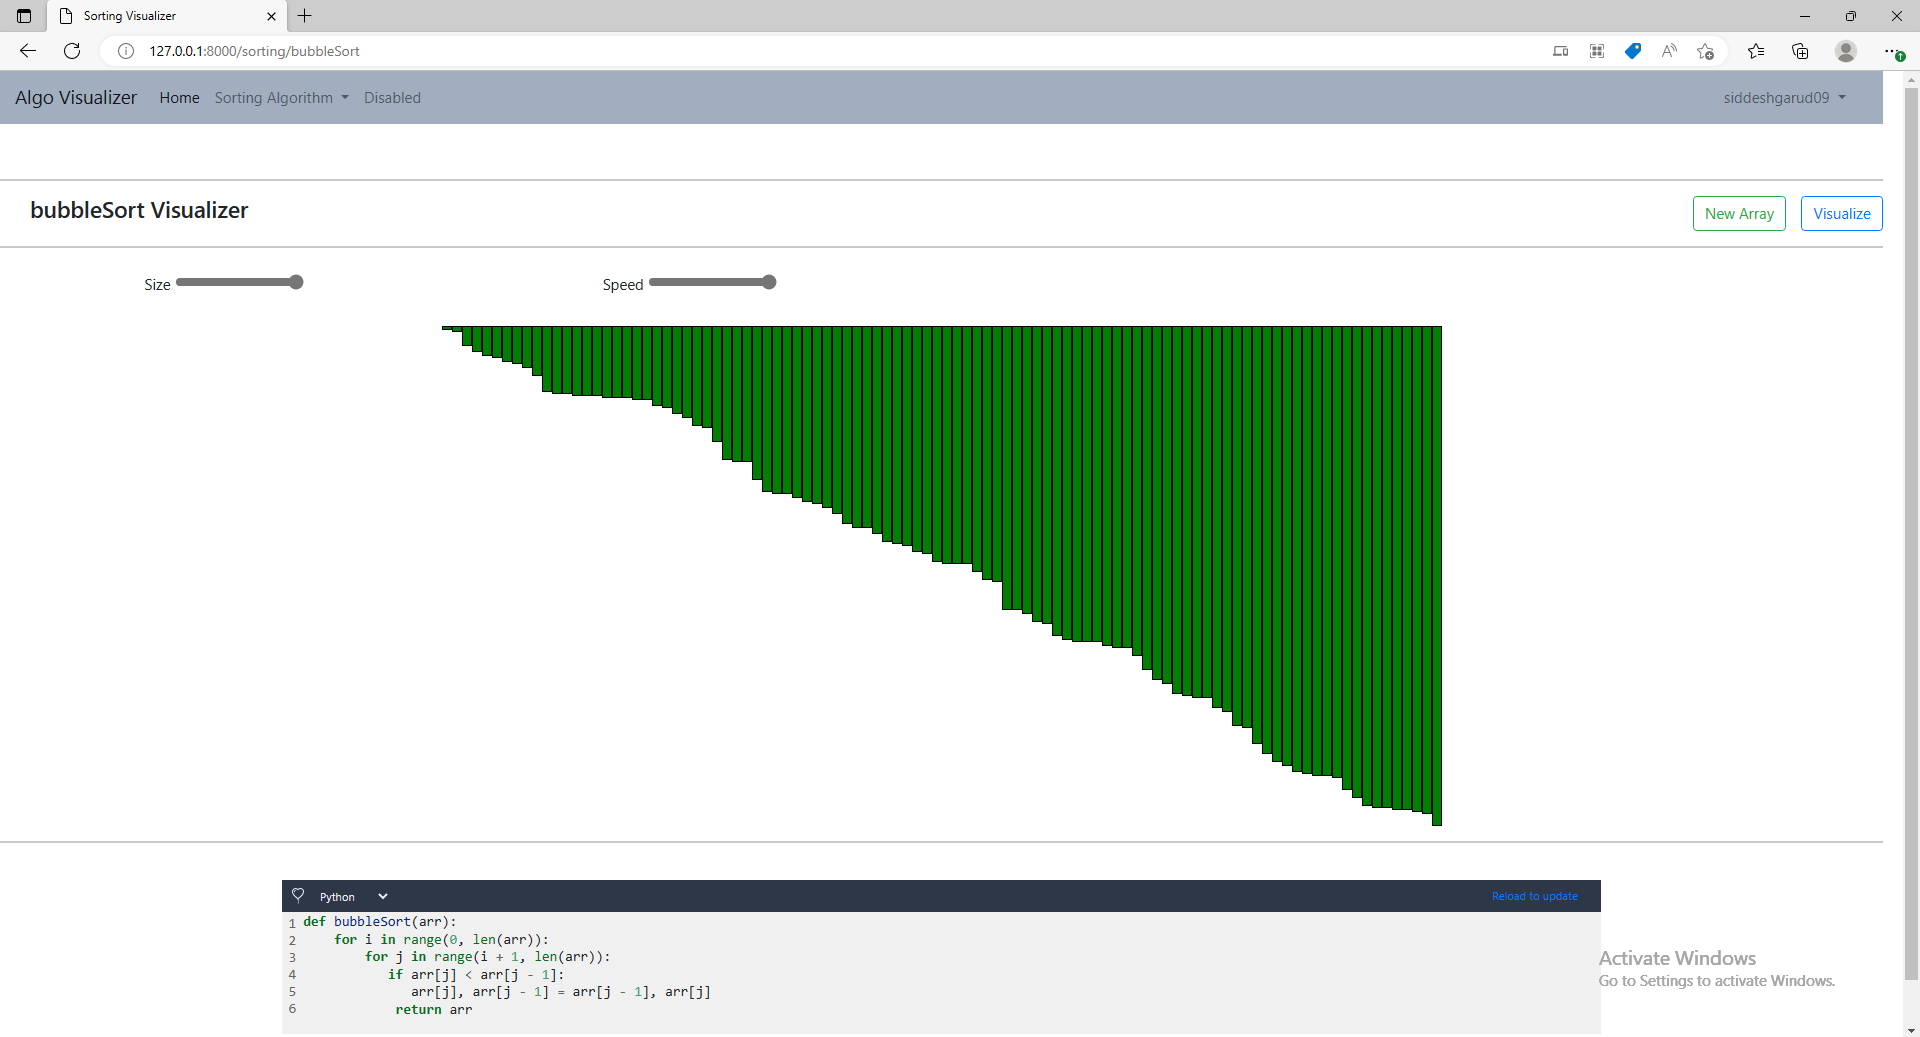 Sorting Visualizer
127.0.0.1:8000/sorting/bubbleSort
Algo Visualizer Home Sorting Algorithm Disabled siddeshgarud09
bubbleSort Visualizer New Array Visualize
Size Speed
Python Reload to update
1 def bubbleSort(arr):
2 for i in range(0, len(arr)):
3 for j in range(i + 1, len(arr)):
4 if arr[j] < arr[j - 1]:
5 arr[j], arr[j - 1] = arr[j - 1], arr[j]
6 return arr
Activate Windows
Go to Settings to activate Windows.